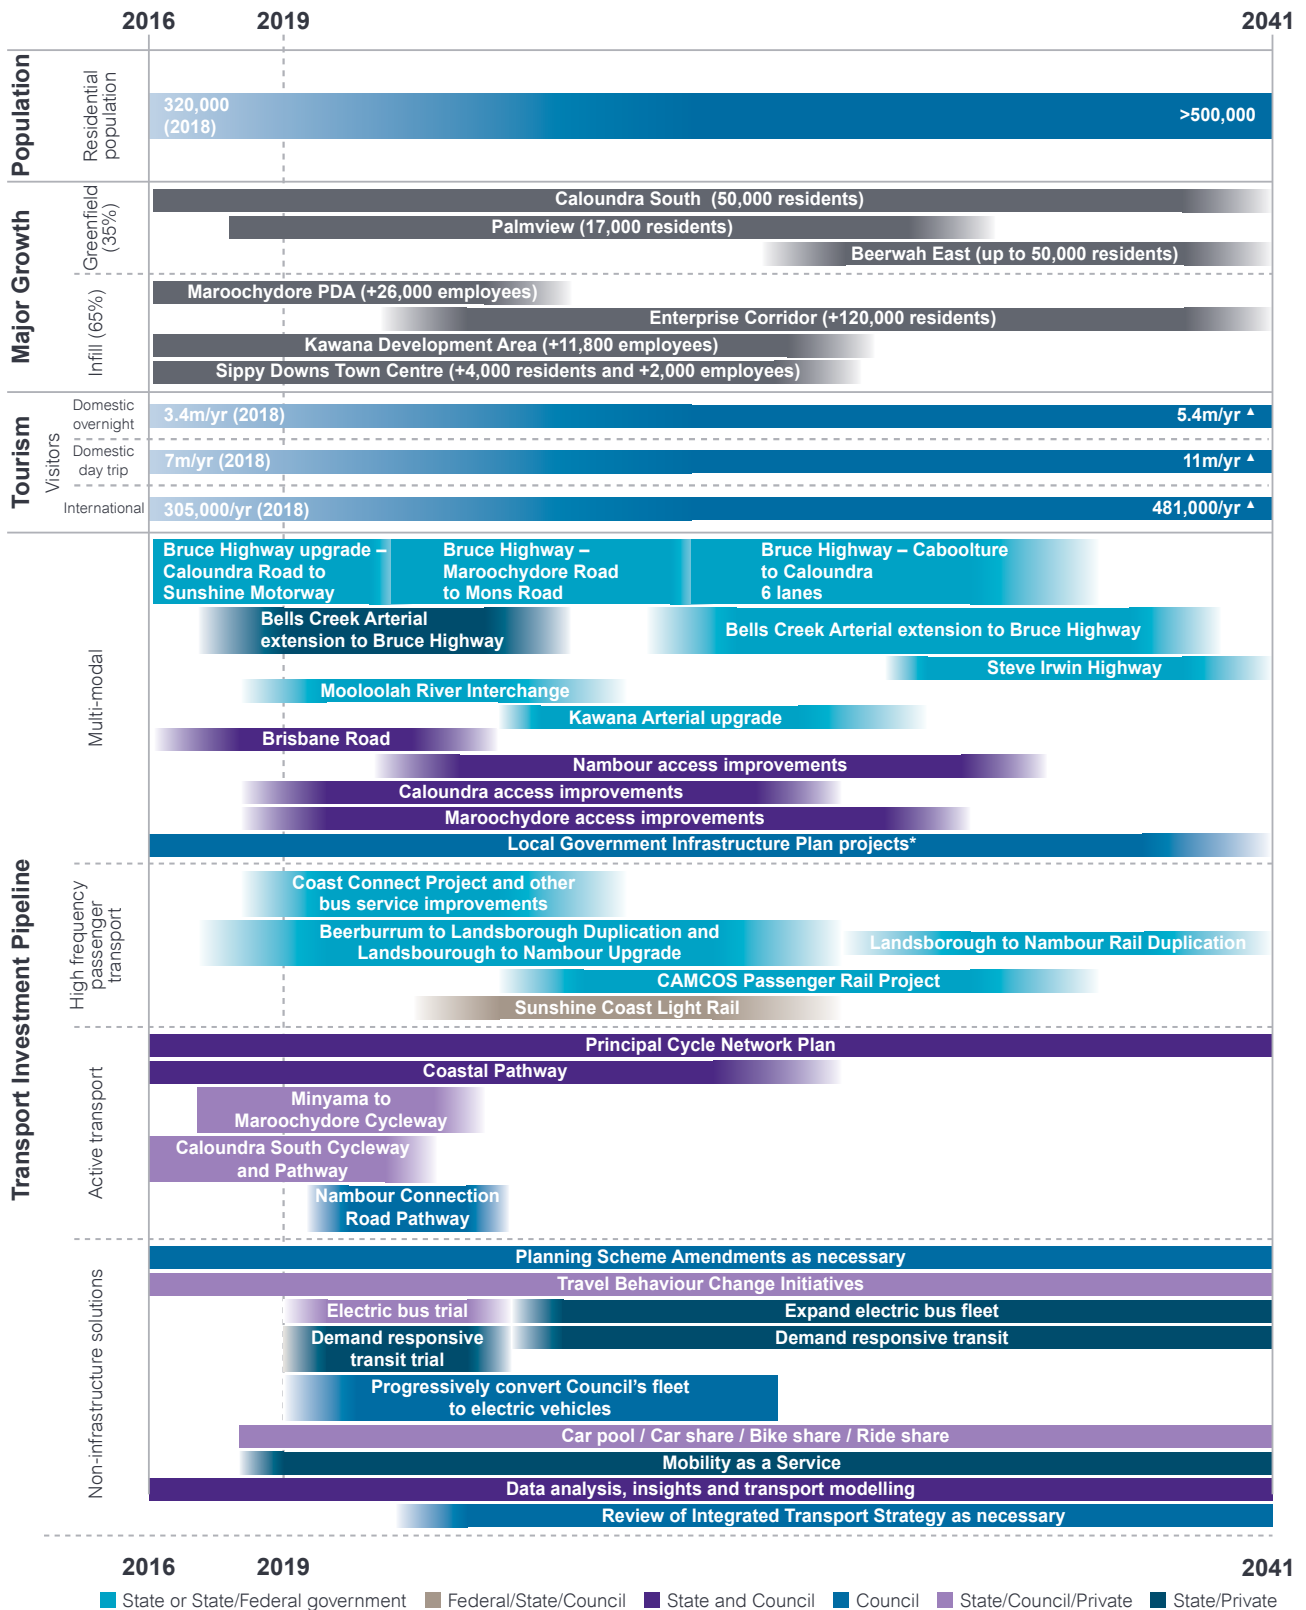 2016 2019 2041
Population
Residential
population
320,000
(2018)
>500,000
Major Growth
Greenfield
(35%)
Caloundra South (50,000 residents)
Palmview (17,000 residents)
Beerwah East (up to 50,000 residents)
Infill (65%)
Maroochydore PDA (+26,000 employees)
Enterprise Corridor (+120,000 residents)
Kawana Development Area (+11,800 employees)
Sippy Downs Town Centre (+4,000 residents and +2,000 employees)
Tourism
Visitors
Domestic
overnight
3.4m/yr (2018)
5.4m/yr ▲
Domestic
day trip
7m/yr (2018)
11m/yr ▲
International
305,000/yr (2018)
481,000/yr ▲
Transport Investment Pipeline
Multi-modal
Bruce Highway upgrade –
Caloundra Road to
Sunshine Motorway
Bruce Highway –
Maroochydore Road
to Mons Road
Bruce Highway – Caboolture
to Caloundra
6 lanes
Bells Creek Arterial
extension to Bruce Highway
Bells Creek Arterial extension to Bruce Highway
Steve Irwin Highway
Mooloolah River Interchange
Kawana Arterial upgrade
Brisbane Road
Nambour access improvements
Caloundra access improvements
Maroochydore access improvements
Local Government Infrastructure Plan projects*
High frequency
passenger
transport
Coast Connect Project and other
bus service improvements
Beerburrum to Landsborough Duplication and
Landsbourough to Nambour Upgrade
Landsborough to Nambour Rail Duplication
CAMCOS Passenger Rail Project
Sunshine Coast Light Rail
Active transport
Principal Cycle Network Plan
Coastal Pathway
Minyama to
Maroochydore Cycleway
Caloundra South Cycleway
and Pathway
Nambour Connection
Road Pathway
Non-infrastructure solutions
Planning Scheme Amendments as necessary
Travel Behaviour Change Initiatives
Electric bus trial
Expand electric bus fleet
Demand responsive
transit trial
Demand responsive transit
Progressively convert Council's fleet
to electric vehicles
Car pool / Car share / Bike share / Ride share
Mobility as a Service
Data analysis, insights and transport modelling
Review of Integrated Transport Strategy as necessary
2016 2019 2041
State or State/Federal government Federal/State/Council State and Council Council State/Council/Private State/Private